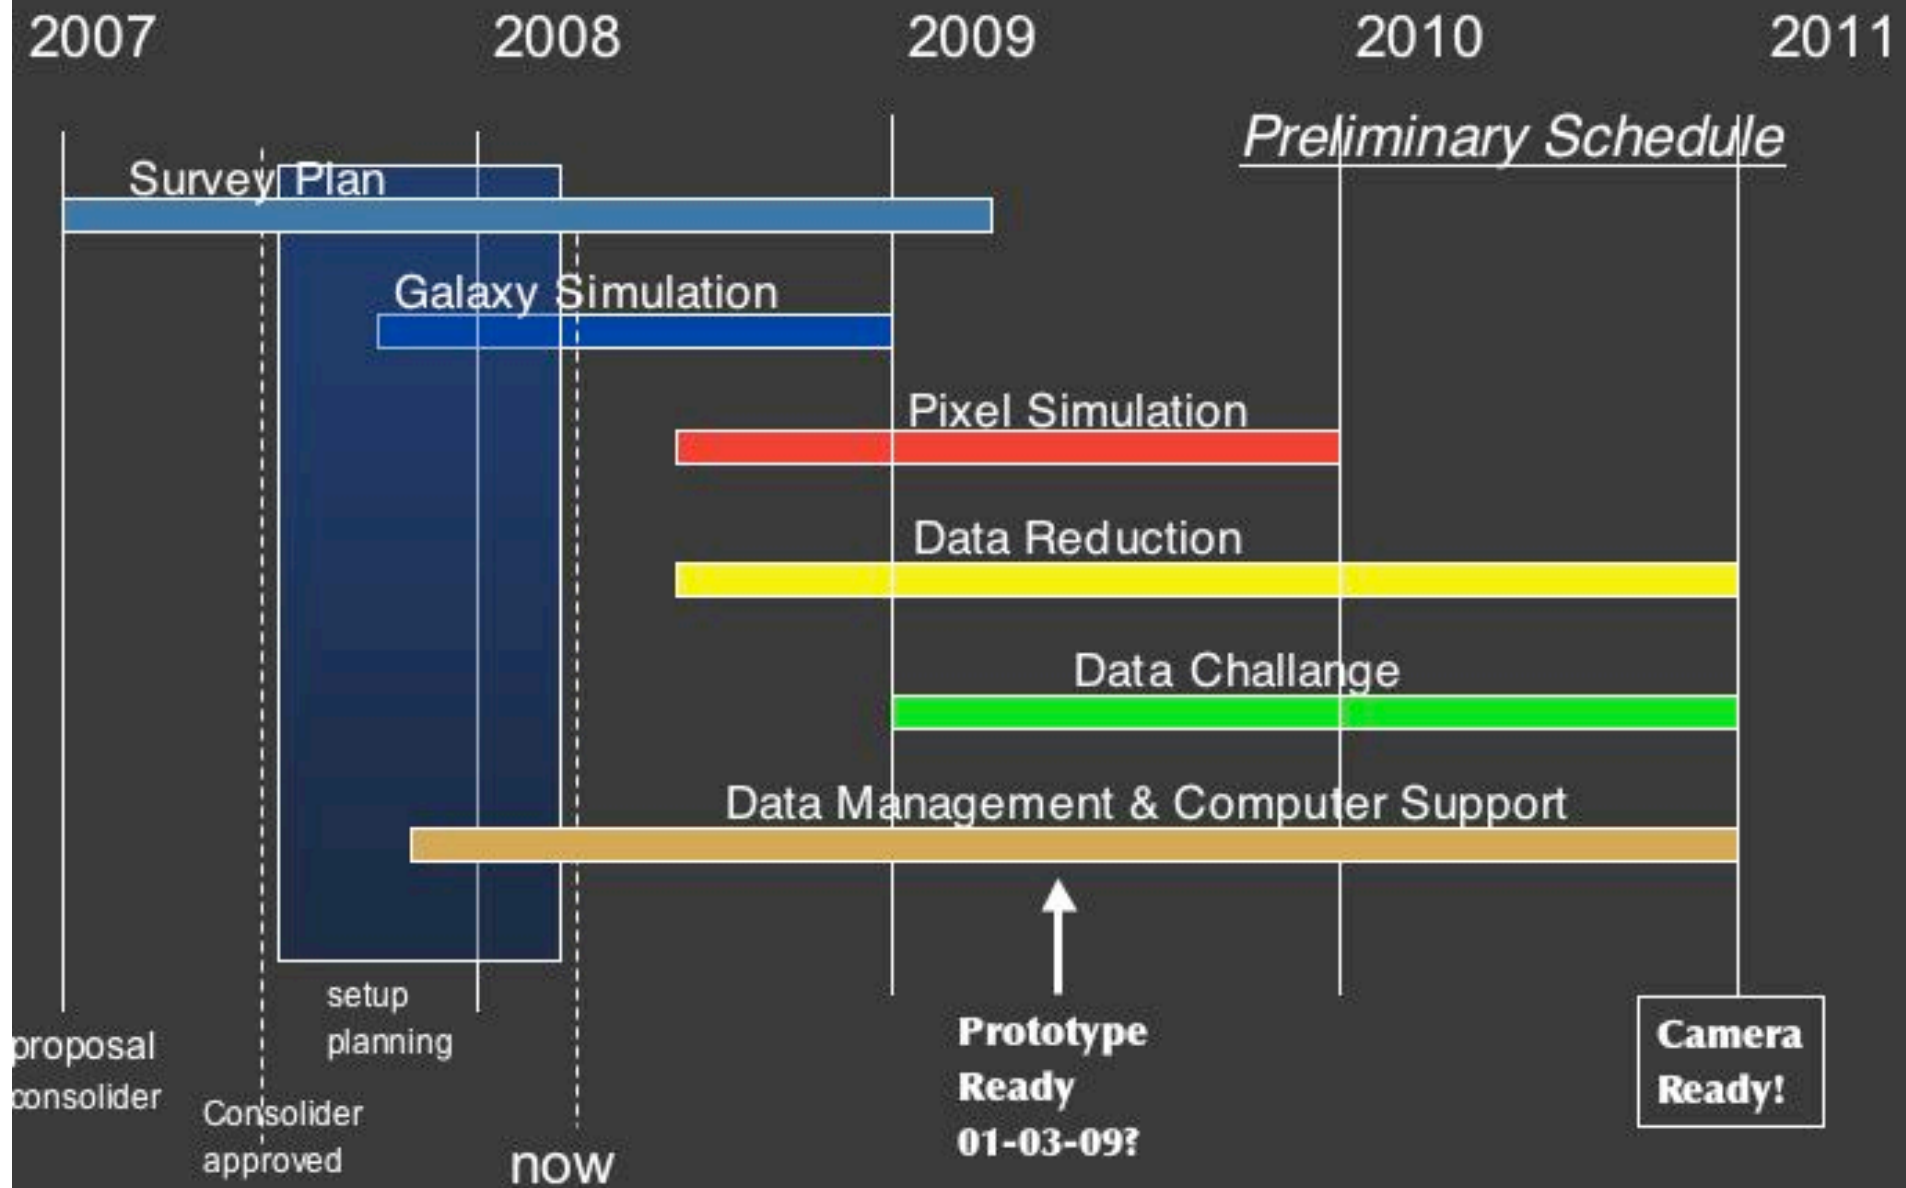 2007 2008 2009 2010 2011
Preliminary Schedule
Survey Plan
Galaxy Simulation
Pixel Simulation
Data Reduction
Data Challange
Data Management & Computer Support
proposal
consolider
Consolider
approved
setup
planning
now
Prototype
Ready
01-03-09?
Camera
Ready!